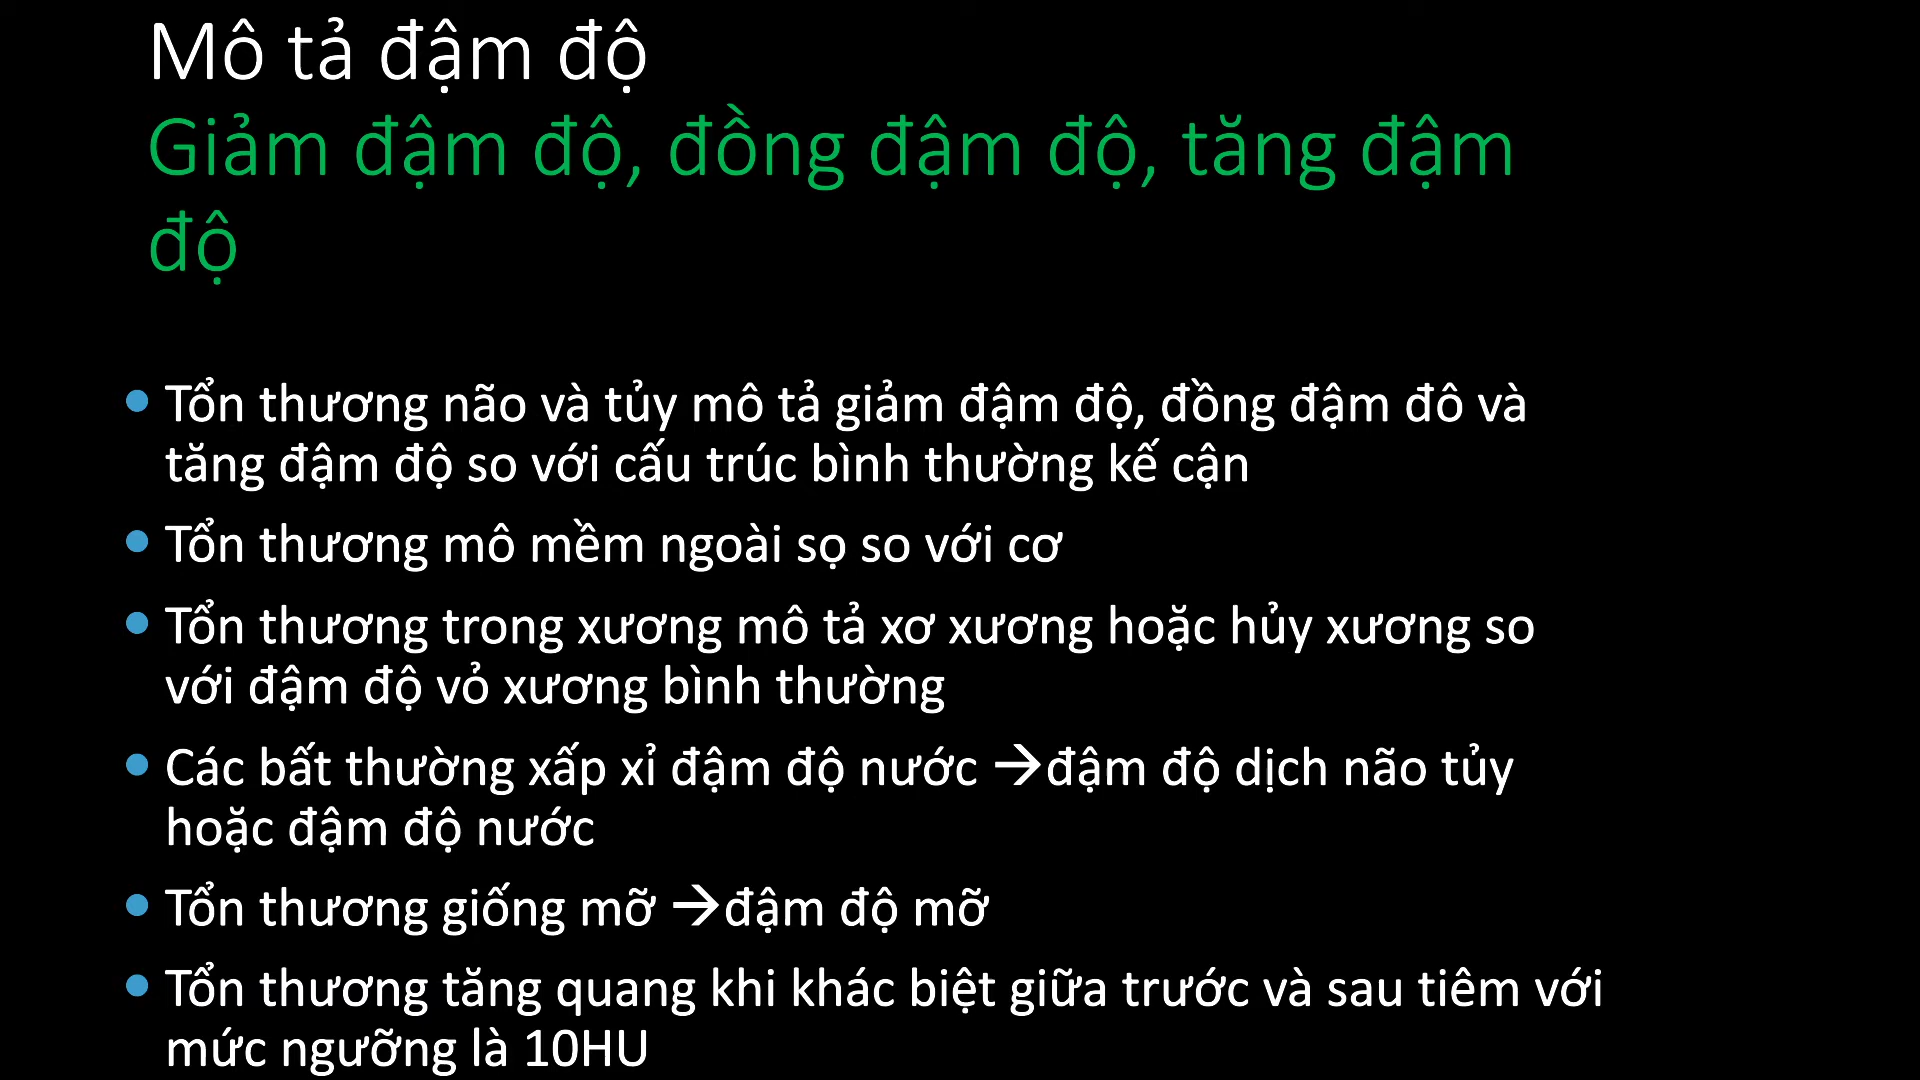 Mô tả đậm độ
Giảm đậm độ, đồng đậm độ, tăng đậm
độ
• Tổn thương não và tủy mô tả giảm đậm độ, đồng đậm đô và
tăng đậm độ so với cấu trúc bình thường kế cận
• Tổn thương mô mềm ngoài sọ so với cơ
• Tổn thương trong xương mô tả xơ xương hoặc hủy xương so
với đậm độ vỏ xương bình thường
• Các bất thường xấp xỉ đậm độ nước →đậm độ dịch não tủy
hoặc đậm độ nước
• Tổn thương giống mỡ →đậm độ mỡ
• Tổn thương tăng quang khi khác biệt giữa trước và sau tiêm với
mức ngưỡng là 10HU